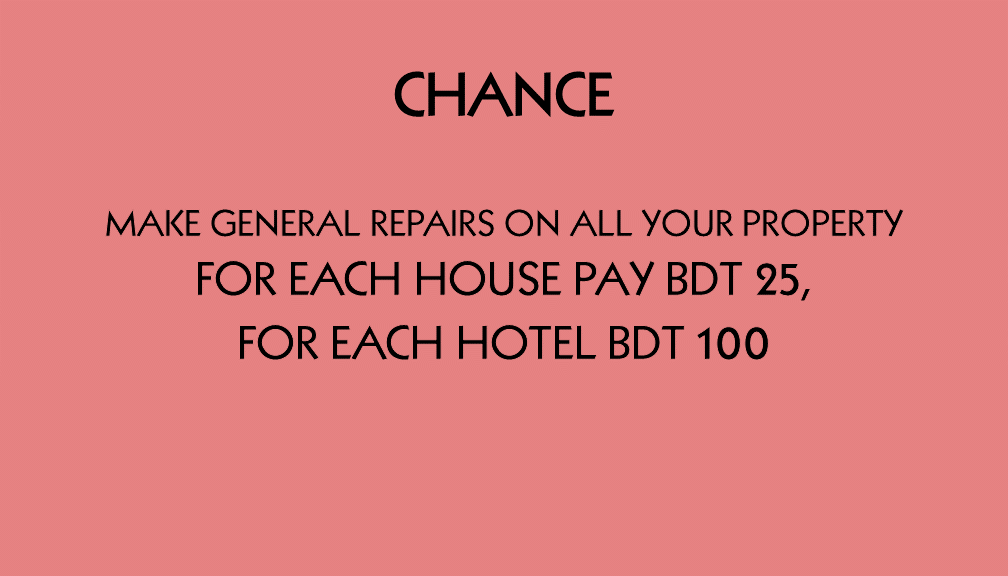 CHANCE
MAKE GENERAL REPAIRS ON ALL YOUR PROPERTY
FOR EACH HOUSE PAY BDT 25,
FOR EACH HOTEL BDT 100